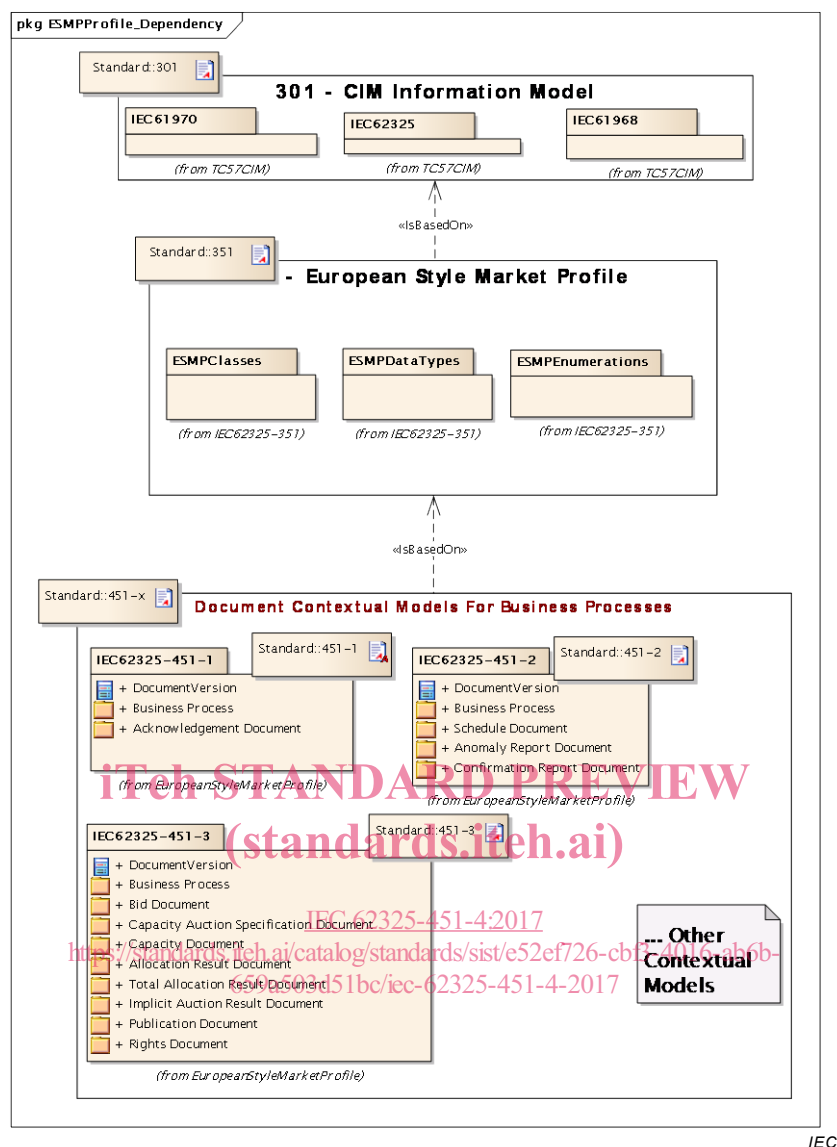 pkg ESMPProfile_Dependency
Standard::301
301 - CIM Information Model
IEC61970
IEC62325
IEC61968
(from TC57CIM)
(from TC57CIM)
(from TC57CIM)
«IsBasedOn»
Standard::351
- European Style Market Profile
ESMPClasses
ESMPDataTypes
ESMPEnumerations
(from IEC62325-351)
(from IEC62325-351)
(from IEC62325-351)
«IsBasedOn»
Standard::451-x
Document Contextual Models For Business Processes
IEC62325-451-1
Standard::451-1
+ DocumentVersion
+ Business Process
+ Acknowledgement Document
(from EuropeanStyleMarketProfile)
IEC62325-451-2
Standard::451-2
+ DocumentVersion
+ Business Process
+ Schedule Document
+ Anomaly Report Document
+ Confirmation Report Document
(from EuropeanStyleMarketProfile)
iTeh STANDARD PREVIEW
(standards.iteh.ai)
IEC62325-451-3
Standard::451-3
+ DocumentVersion
+ Business Process
+ Bid Document
+ Capacity Auction Specification Document
+ Capacity Document
+ Allocation Result Document
+ Total Allocation Result Document
+ Implicit Auction Result Document
+ Publication Document
+ Rights Document
(from EuropeanStyleMarketProfile)
IEC 62325-451-4:2017
https://standards.iteh.ai/catalog/standards/sist/e52ef726-cbf3-4016-ab6b-
659a503d51bc/iec-62325-451-4-2017
... Other
Contextual
Models
IEC